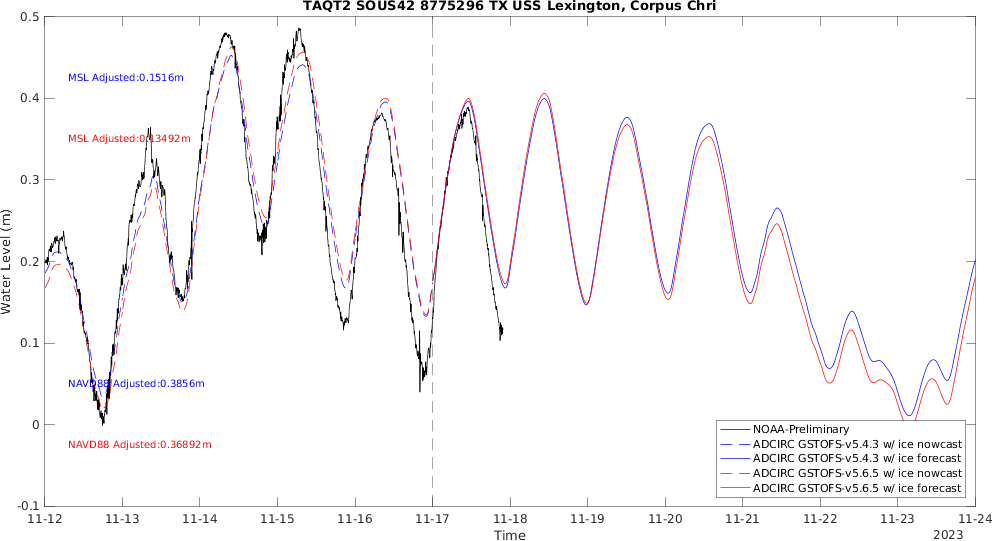 TAQT2 SOUS42 8775296 TX USS Lexington, Corpus Chri
0.5
0.4
0.3
0.2
0.1
0
-0.1
Water Level (m)
MSL Adjusted:0.1516m
MSL Adjusted:0.13492m
NAVD88 Adjusted:0.3856m
NAVD88 Adjusted:0.36892m
NOAA-Preliminary
ADCIRC GSTOFS-v5.4.3 w/ ice nowcast
ADCIRC GSTOFS-v5.4.3 w/ ice forecast
ADCIRC GSTOFS-v5.6.5 w/ ice nowcast
ADCIRC GSTOFS-v5.6.5 w/ ice forecast
11-12 11-13 11-14 11-15 11-16 11-17 11-18 11-19 11-20 11-21 11-22 11-23 11-24
Time
2023